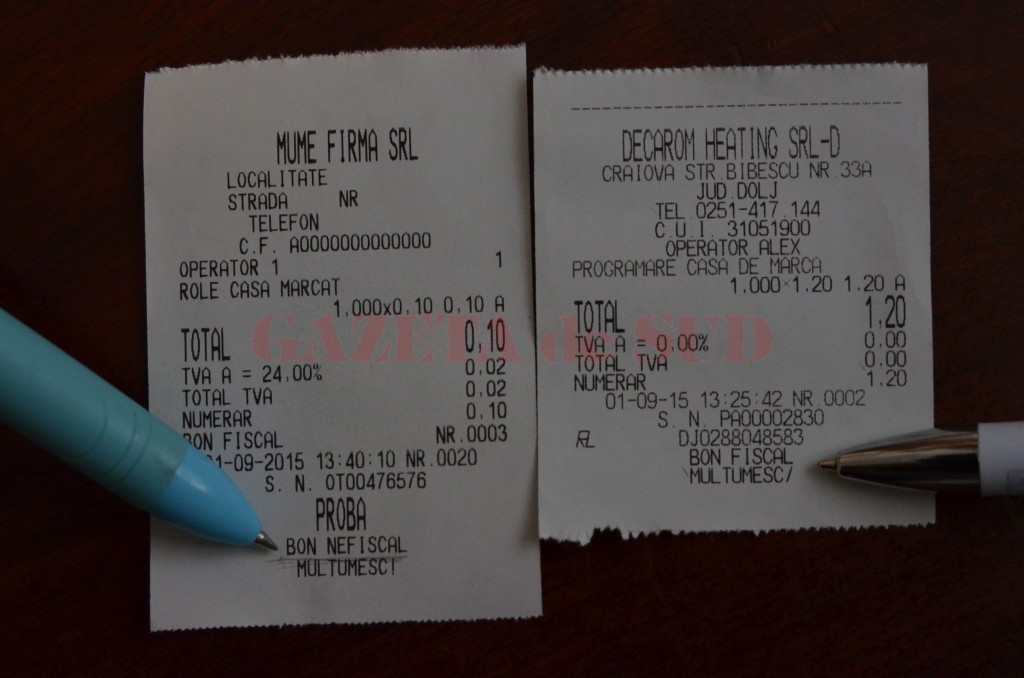 MUME FIRMA SRL
LOCALITATE
STRADA NR
TELEFON
C.F. A0000000000000
OPERATOR 1 1
ROLE CASA MARCAT
1,000x0,10 0,10 A
TOTAL 0,10
TVA A = 24,00% 0,02
TOTAL TVA 0,02
NUMERAR 0,10
BON FISCAL NR.0003
01-09-2015 13:40:10 NR.0020
S. N. OT00476576
PROBA
BON NEFISCAL
MULTUMESC!
DECAROM HEATING SRL-D
CRAIOVA STR.BIBESCU NR.33A
JUD.DOLJ
TEL.0251-417.144
C.U.I. 31051900
OPERATOR ALEX
PROGRAMARE CASA DE MARCA
1.000*1.20 1.20 A
TOTAL 1,20
TVA A = 0.00% 0.00
TOTAL TVA 0.00
NUMERAR 1.20
01-09-15 13:25:42 NR.0002
S. N. PA00002830
DJ0288048583
BON FISCAL
MULTUMESC/
GAZETA de SUD